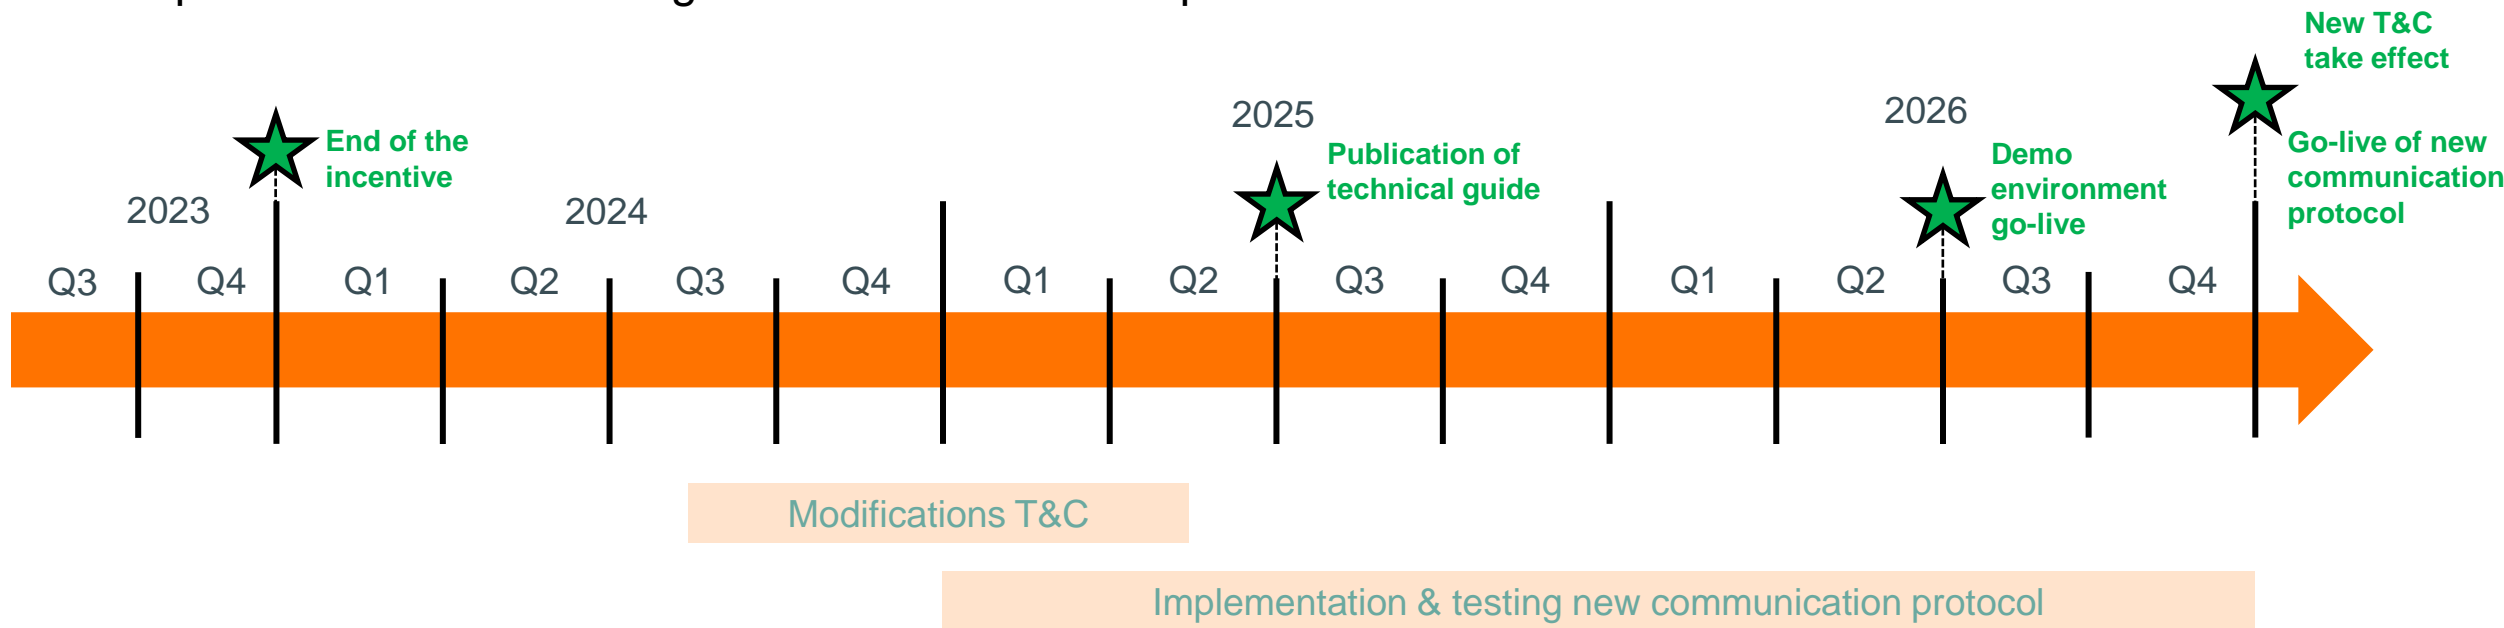 New T&C
take effect
2025
2026
End of the
incentive
Publication of
technical guide
Demo
environment
go-live
Go-live of new
communication
protocol
2023
2024
Q3 Q4 Q1 Q2 Q3 Q4 Q1 Q2 Q3 Q4 Q1 Q2 Q3 Q4
Modifications T&C
Implementation & testing new communication protocol